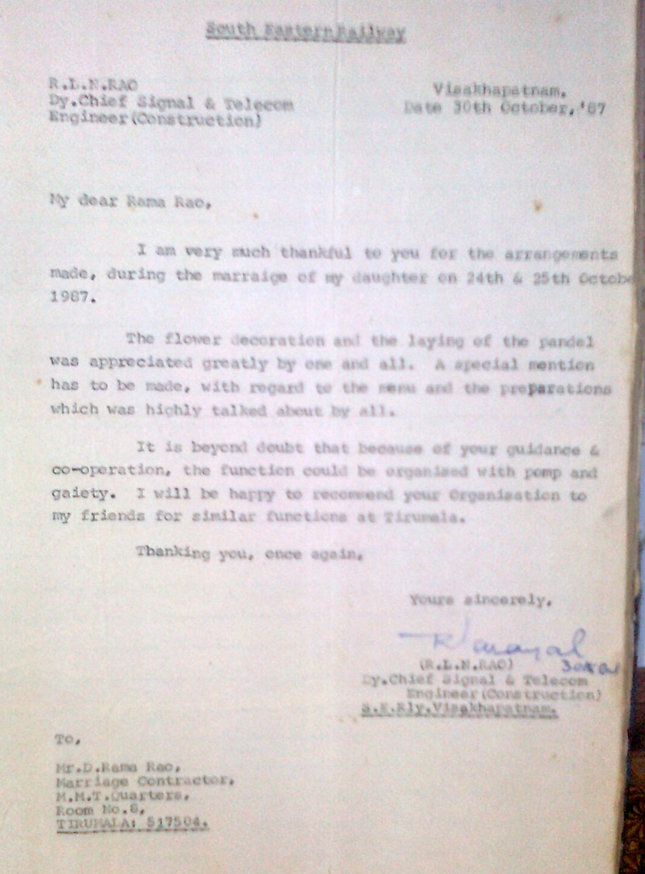 South Eastern Railway
R.L.N.RAO
Dy.Chief Signal & Telecom
Engineer(Construction)
Visakhapatnam.
Date 30th October,'87
My dear Rama Rao,
I am very much thankful to you for the arrangements
made, during the marraige of my daughter on 24th & 25th Octobe
1987.
The flower decoration and the laying of the pandel
was appreciated greatly by one and all. A special mention
has to be made, with regard to the menu and the preparations
which was highly talked about by all.
It is beyond doubt that because of your guidance &
co-operation, the function could be organised with pomp and
gaiety. I will be happy to recommend your Organisation to
my friends for similar functions at Tirumala.
Thanking you, once again.
Yours sincerely,
(R.L.N.RAO)
Dy.Chief Signal & Telecom
Engineer(Construction)
S.E.Rly.Visakhapatnam.
To,
Mr.D.Rama Rao,
Marriage Contractor,
M.M.T.Quarters,
Room No.6,
TIRUMALA: 517504.